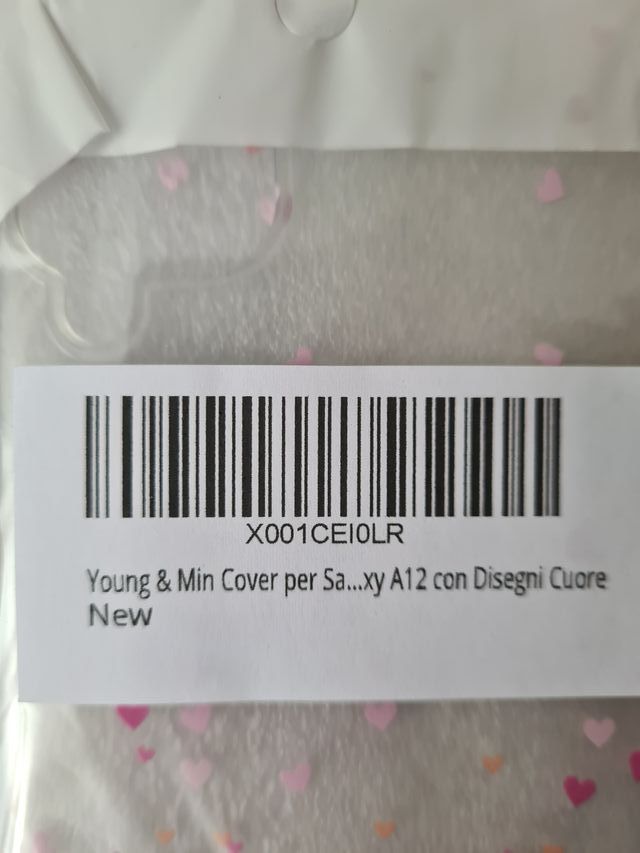 X001CEI0LR
Young & Min Cover per Sa...xy A12 con Disegni Cuore
New